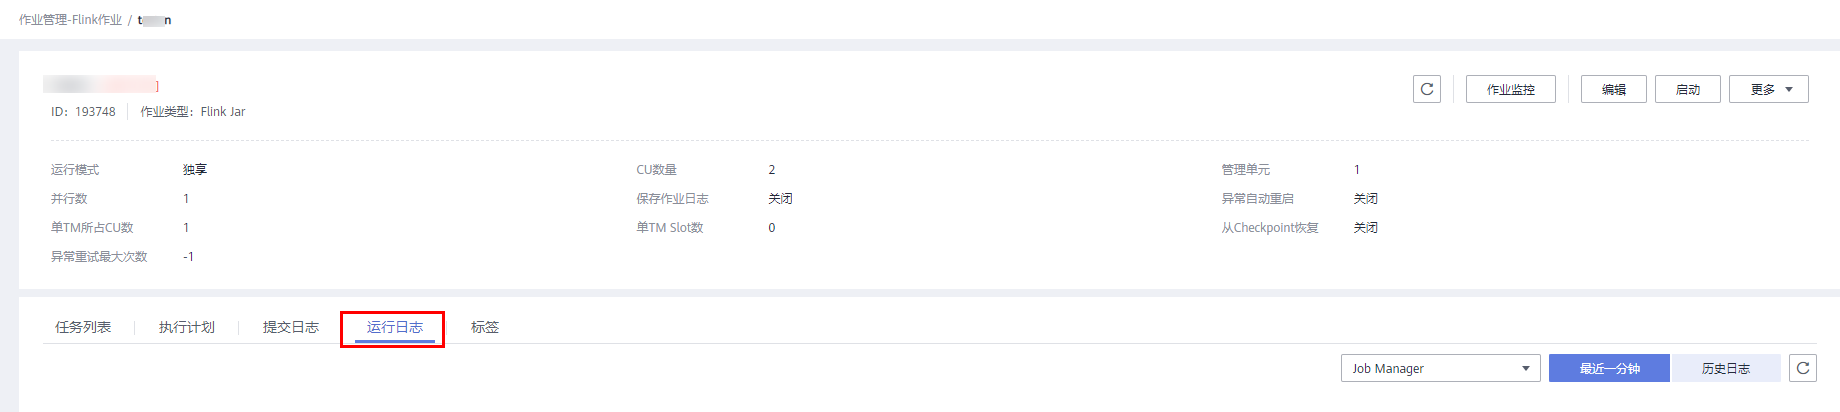 作业管理-Flink作业 /
]
作业监控 编辑 启动 更多
ID: 193748 作业类型: Flink Jar
运行模式 独享 CU数量 2 管理单元 1
并行数 1 保存作业日志 关闭 异常自动重启 关闭
单TM所占CU数 1 单TM Slot数 0 从Checkpoint恢复 关闭
异常重试最大次数 -1
任务列表 执行计划 提交日志 运行日志 标签
Job Manager 最近一分钟 历史日志